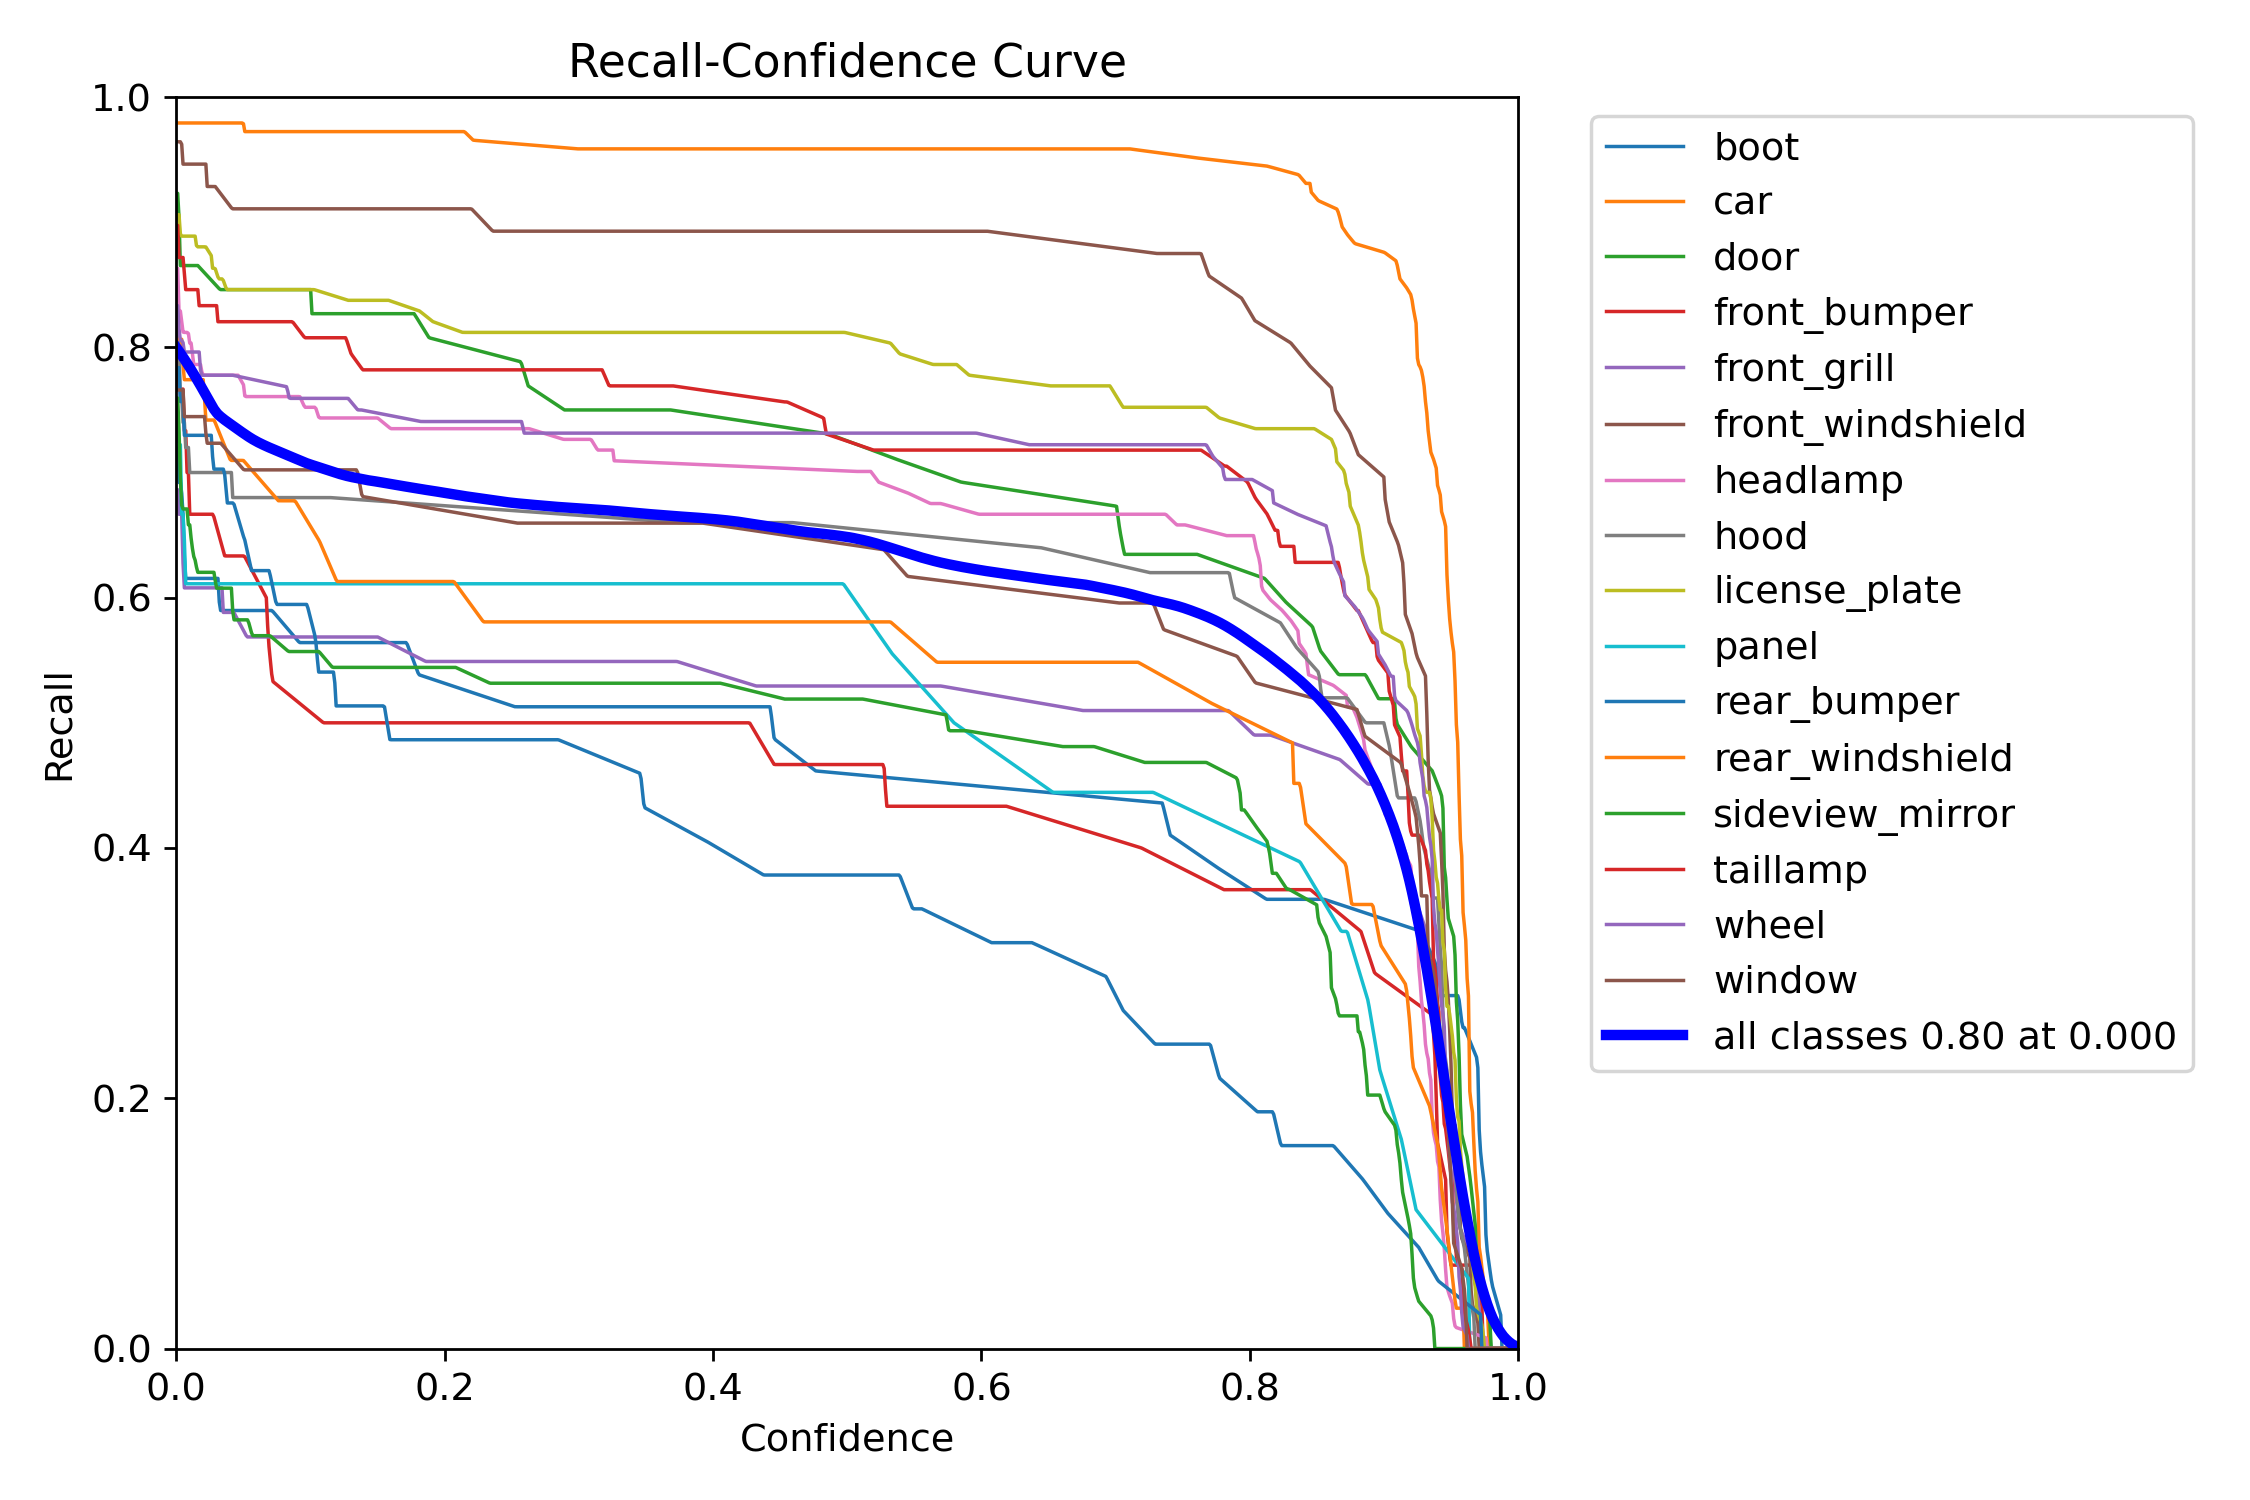 Recall-Confidence Curve
1.0
0.8
0.6
0.4
0.2
0.0
Recall
0.0 0.2 0.4 0.6 0.8 1.0
Confidence
boot
car
door
front_bumper
front_grill
front_windshield
headlamp
hood
license_plate
panel
rear_bumper
rear_windshield
sideview_mirror
taillamp
wheel
window
all classes 0.80 at 0.000